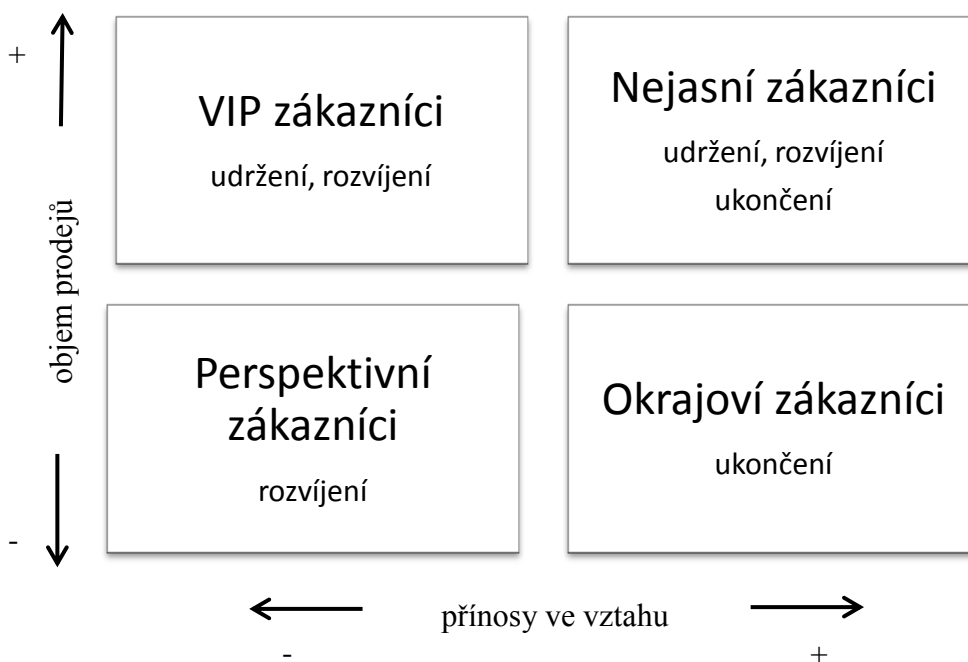 +
VIP zákazníci
udržení, rozvíjení
Nejasní zákazníci
udržení, rozvíjení
ukončení
objem prodejů
Perspektivní
zákazníci
rozvíjení
Okrajoví zákazníci
ukončení
-
přínosy ve vztahu
-
+